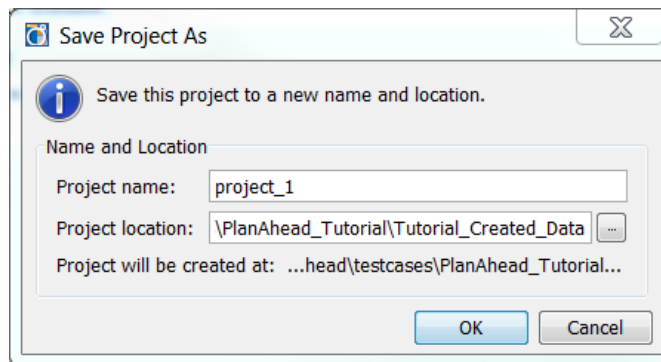 Save Project As
Save this project to a new name and location.
Name and Location
Project name: project_1
Project location: \PlanAhead_Tutorial\Tutorial_Created_Data ...
Project will be created at: ...head\testcases\PlanAhead_Tutorial...
OK Cancel